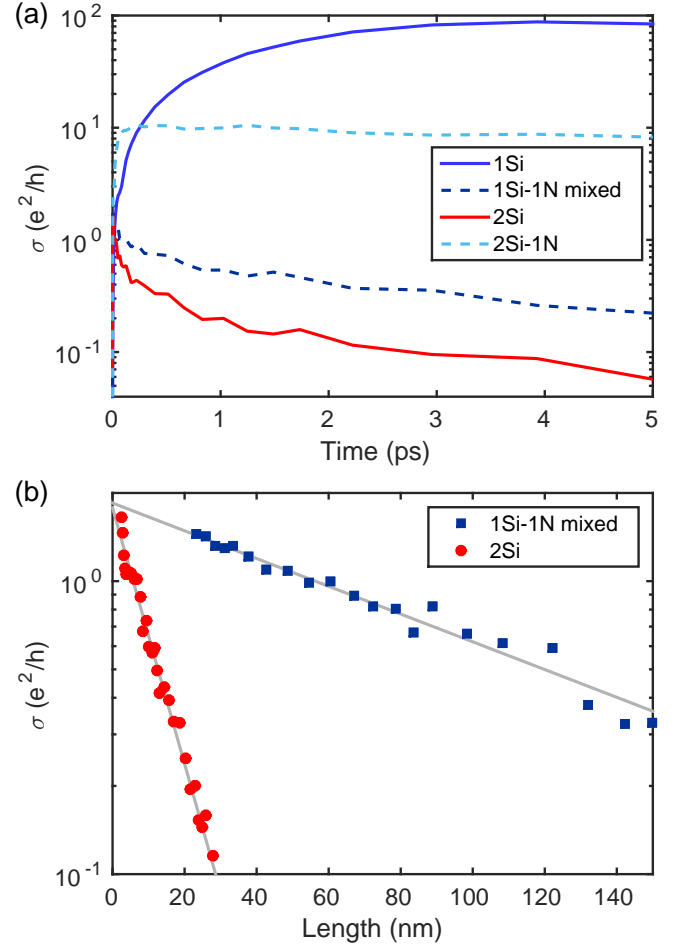 (a)
10^2
10^1
10^0
10^-1
σ (e^2/h)
1Si
1Si-1N mixed
2Si
2Si-1N
0 1 2 3 4 5
Time (ps)
(b)
10^0
10^-1
σ (e^2/h)
1Si-1N mixed
2Si
0 20 40 60 80 100 120 140
Length (nm)